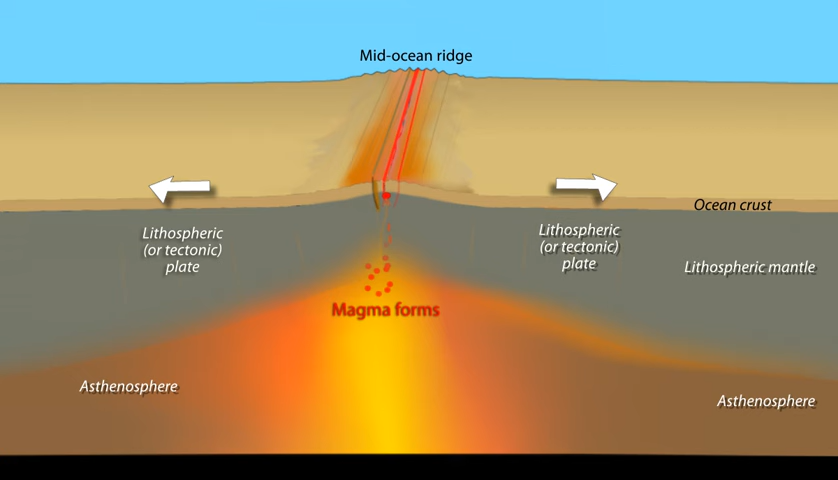 Mid-ocean ridge
Ocean crust
Lithospheric
(or tectonic)
plate
Lithospheric
(or tectonic)
plate
Lithospheric mantle
Magma forms
Asthenosphere
Asthenosphere